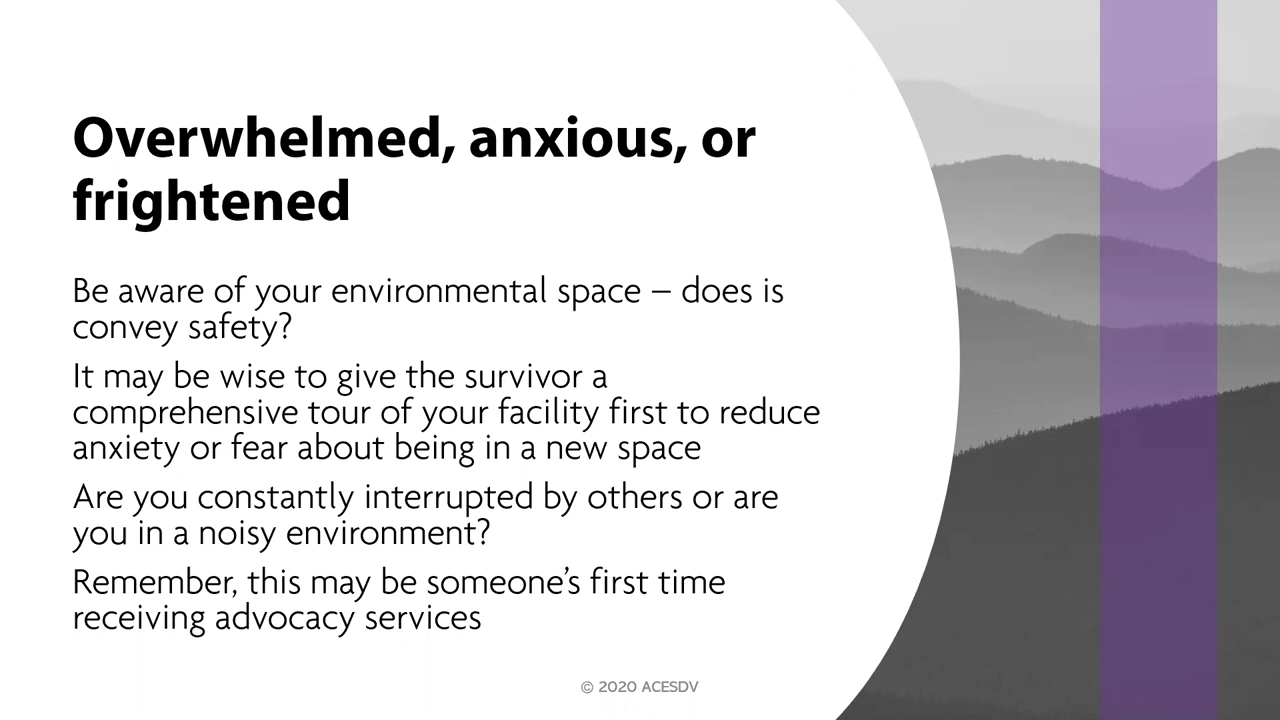 Overwhelmed, anxious, or
frightened
Be aware of your environmental space – does is
convey safety?
It may be wise to give the survivor a
comprehensive tour of your facility first to reduce
anxiety or fear about being in a new space
Are you constantly interrupted by others or are
you in a noisy environment?
Remember, this may be someone’s first time
receiving advocacy services
© 2020 ACESDV